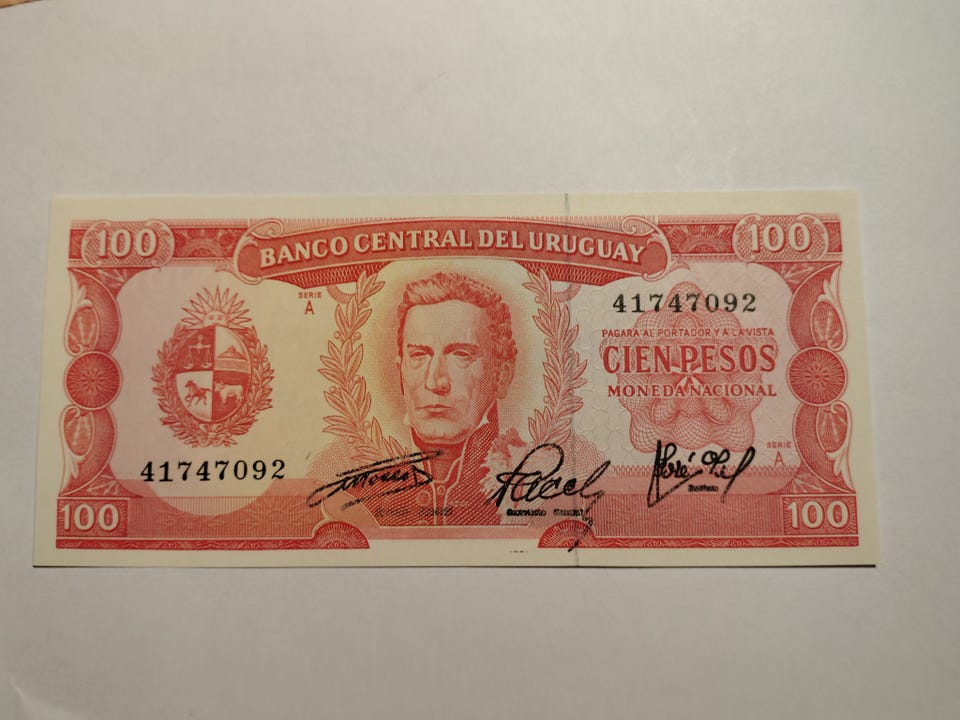 100
BANCO CENTRAL DEL URUGUAY
100
SERIE
A
41747092
PAGARA AL PORTADOR Y A LA VISTA
CIEN PESOS
MONEDA NACIONAL
SERIE
A
41747092
100
100